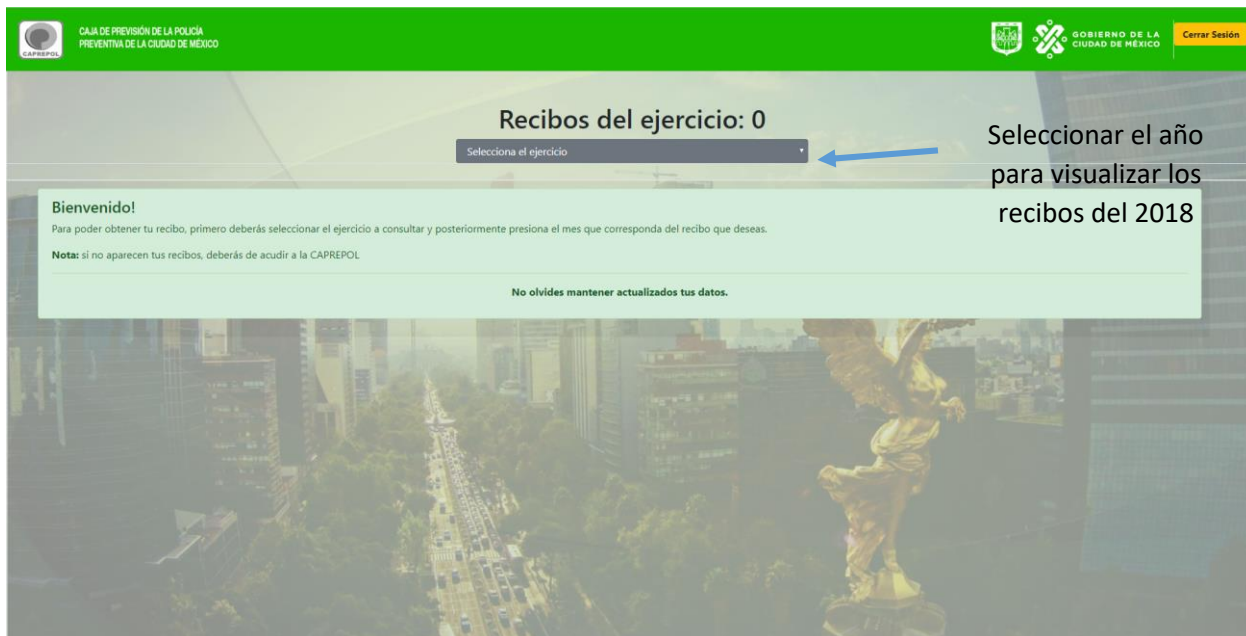 CAPREPOL
CAJA DE PREVISIÓN DE LA POLICÍA
PREVENTIVA DE LA CIUDAD DE MÉXICO
GOBIERNO DE LA
CIUDAD DE MÉXICO
Cerrar Sesión
Recibos del ejercicio: 0
Selecciona el ejercicio
Seleccionar el año
para visualizar los
recibos del 2018
Bienvenido!
Para poder obtener tu recibo, primero deberás seleccionar el ejercicio a consultar y posteriormente presiona el mes que corresponda del recibo que deseas.
Nota: si no aparecen tus recibos, deberás de acudir a la CAPREPOL
No olvides mantener actualizados tus datos.